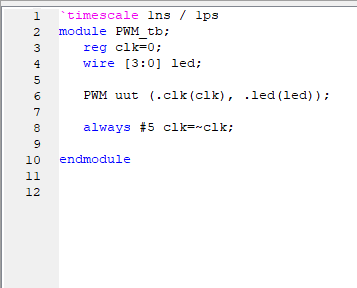 1 `timescale 1ns / 1ps
2 module PWM_tb;
3 reg clk=0;
4 wire [3:0] led;
5
6 PWM uut (.clk(clk), .led(led));
7
8 always #5 clk=~clk;
9
10 endmodule
11
12